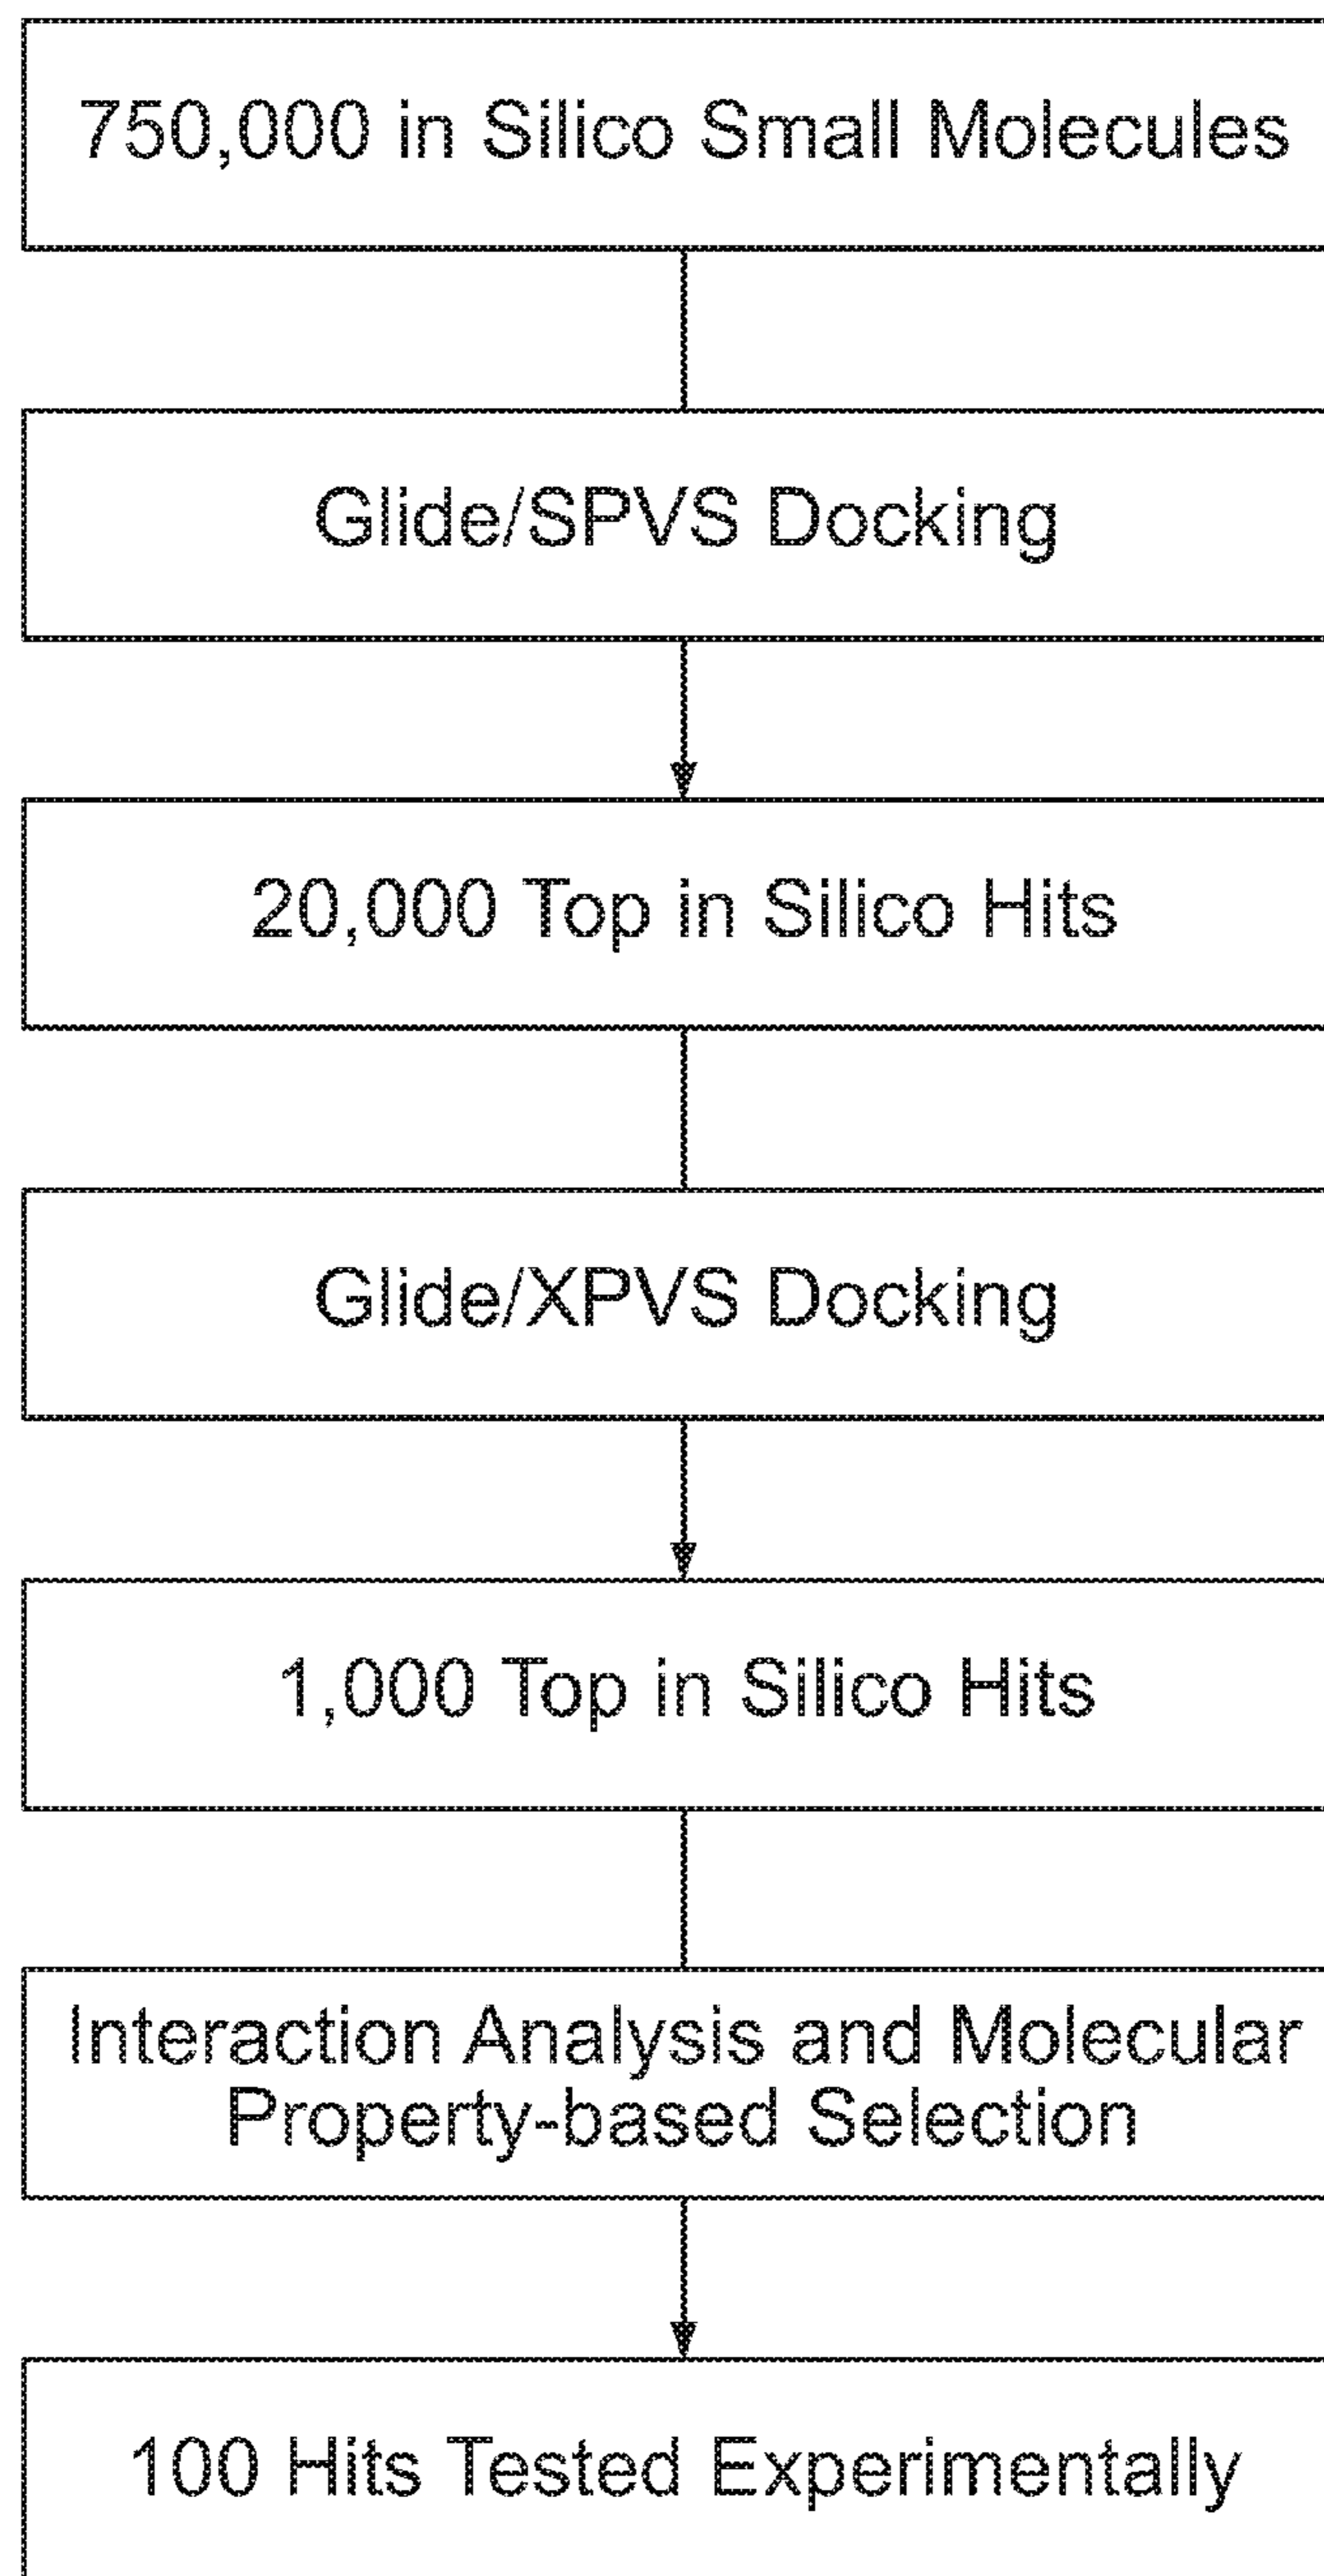 750,000 in Silico Small Molecules
Glide/SPVS Docking
20,000 Top in Silico Hits
Glide/XPVS Docking
1,000 Top in Silico Hits
Interaction Analysis and Molecular
Property-based Selection
100 Hits Tested Experimentally